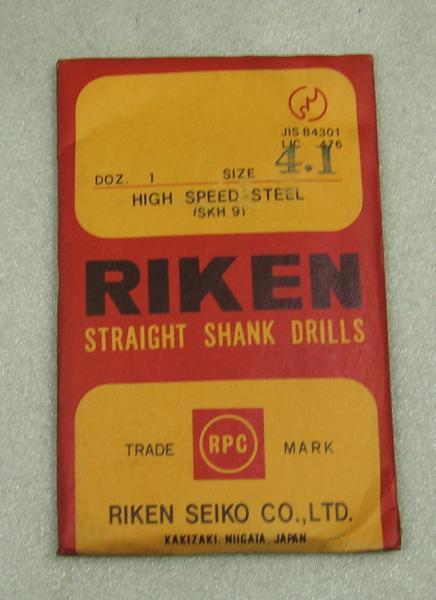 JIS B4301
LIC 476
DOZ. 1 SIZE 4.1
HIGH SPEED STEEL
(SKH 9)
RIKEN
STRAIGHT SHANK DRILLS
TRADE RPC MARK
RIKEN SEIKO CO.,LTD.
KAKIZAKI. NIIGATA. JAPAN